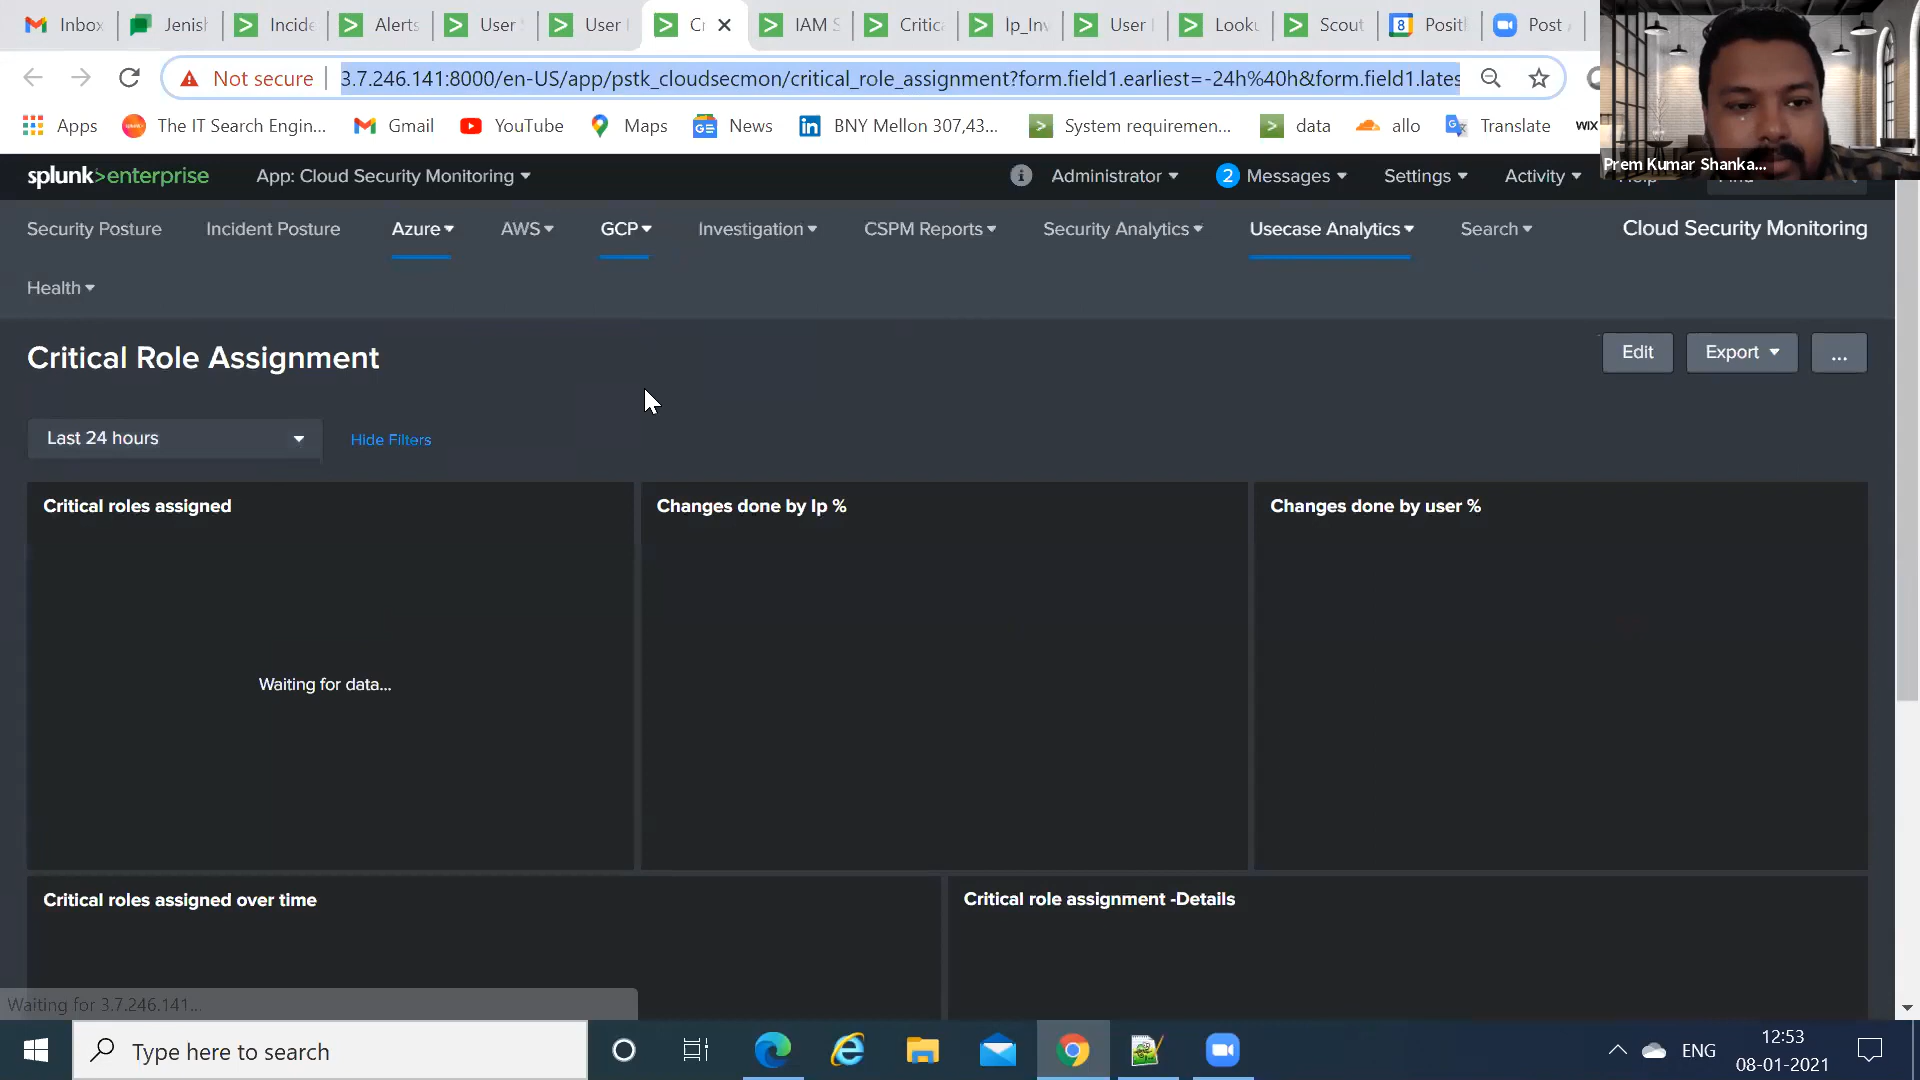 Inbox
Jenish
Incide
Alerts
User
User
IAM S
Critica
Ip_Inv
User
Looku
Scout
Positi
Post
Not secure
3.7.246.141:8000/en-US/app/pstk_cloudsecmon/critical_role_assignment?form.field1.earliest=-24h%40h&form.field1.lates
Apps
The IT Search Engin...
Gmail
YouTube
Maps
News
BNY Mellon 307,43...
System requiremen...
data
allo
Translate
WIX
Prem Kumar Shanka...
splunk>enterprise
App: Cloud Security Monitoring
Administrator
2 Messages
Settings
Activity
Security Posture
Incident Posture
Azure
AWS
GCP
Investigation
CSPM Reports
Security Analytics
Usecase Analytics
Search
Cloud Security Monitoring
Health
Critical Role Assignment
Edit
Export
...
Last 24 hours
Hide Filters
Critical roles assigned
Changes done by Ip %
Changes done by user %
Waiting for data...
Critical roles assigned over time
Critical role assignment -Details
Waiting for 3.7.246.141...
Type here to search
ENG
12:53
08-01-2021